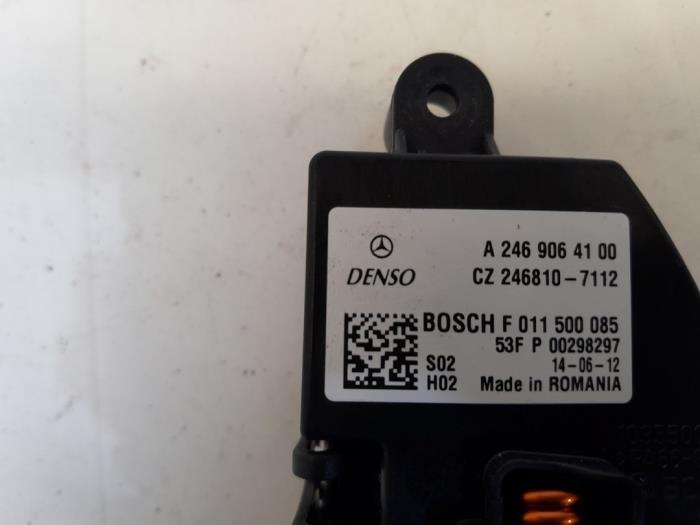 A 246 906 41 00
DENSO CZ 246810-7112
BOSCH F 011 500 085
53F P 00298297
S02 14-06-12
H02 Made in ROMANIA